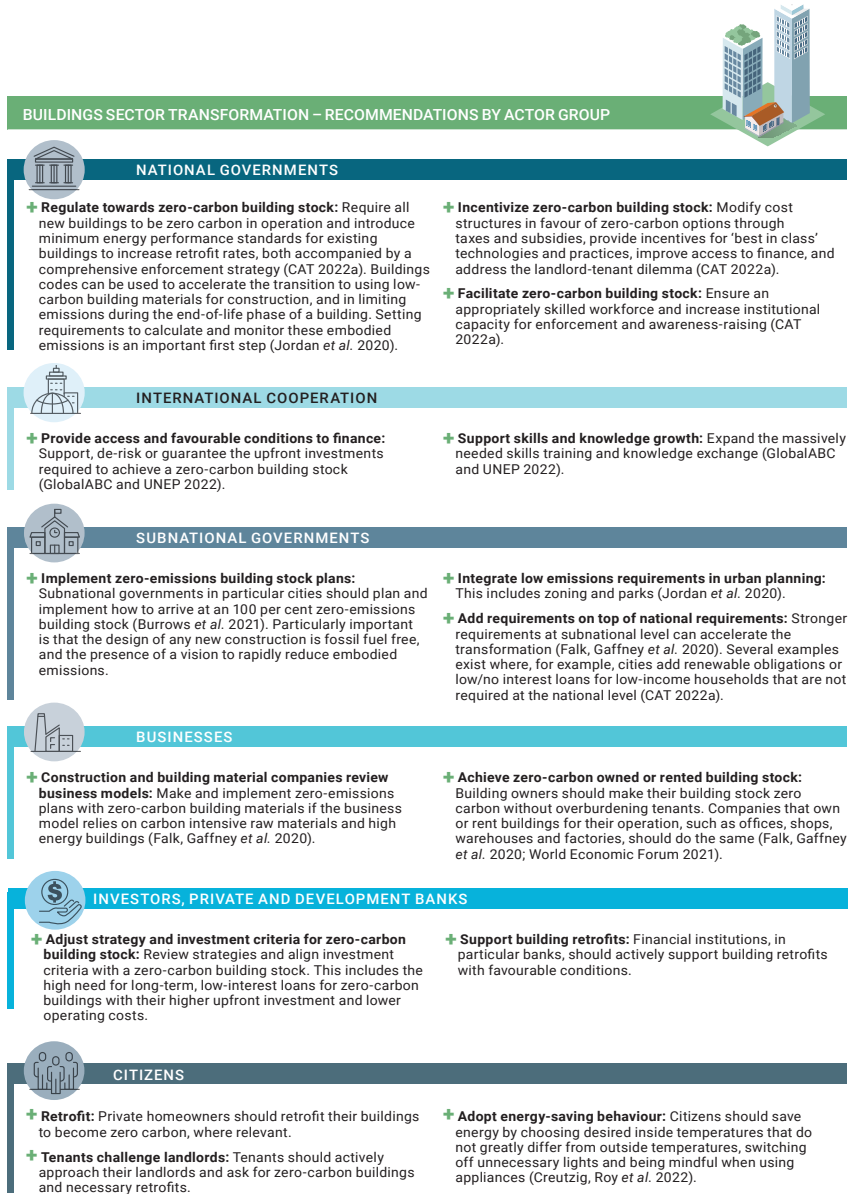 BUILDINGS SECTOR TRANSFORMATION – RECOMMENDATIONS BY ACTOR GROUP
NATIONAL GOVERNMENTS
Regulate towards zero-carbon building stock: Require all
new buildings to be zero carbon in operation and introduce
minimum energy performance standards for existing
buildings to increase retrofit rates, both accompanied by a
comprehensive enforcement strategy (CAT 2022a). Buildings
codes can be used to accelerate the transition to using low-
carbon building materials for construction, and in limiting
emissions during the end-of-life phase of a building. Setting
requirements to calculate and monitor these embodied
emissions is an important first step (Jordan et al. 2020).
Incentivize zero-carbon building stock: Modify cost
structures in favour of zero-carbon options through
taxes and subsidies, provide incentives for ‘best in class’
technologies and practices, improve access to finance, and
address the landlord-tenant dilemma (CAT 2022a).
Facilitate zero-carbon building stock: Ensure an
appropriately skilled workforce and increase institutional
capacity for enforcement and awareness-raising (CAT
2022a).
INTERNATIONAL COOPERATION
Provide access and favourable conditions to finance:
Support, de-risk or guarantee the upfront investments
required to achieve a zero-carbon building stock
(GlobalABC and UNEP 2022).
Support skills and knowledge growth: Expand the massively
needed skills training and knowledge exchange (GlobalABC
and UNEP 2022).
SUBNATIONAL GOVERNMENTS
Implement zero-emissions building stock plans:
Subnational governments in particular cities should plan and
implement how to arrive at an 100 per cent zero-emissions
building stock (Burrows et al. 2021). Particularly important
is that the design of any new construction is fossil fuel free,
and the presence of a vision to rapidly reduce embodied
emissions.
Integrate low emissions requirements in urban planning:
This includes zoning and parks (Jordan et al. 2020).
Add requirements on top of national requirements: Stronger
requirements at subnational level can accelerate the
transformation (Falk, Gaffney et al. 2020). Several examples
exist where, for example, cities add renewable obligations or
low/no interest loans for low-income households that are not
required at the national level (CAT 2022a).
BUSINESSES
Construction and building material companies review
business models: Make and implement zero-emissions
plans with zero-carbon building materials if the business
model relies on carbon intensive raw materials and high
energy buildings (Falk, Gaffney et al. 2020).
Achieve zero-carbon owned or rented building stock:
Building owners should make their building stock zero
carbon without overburdening tenants. Companies that own
or rent buildings for their operation, such as offices, shops,
warehouses and factories, should do the same (Falk, Gaffney
et al. 2020; World Economic Forum 2021).
INVESTORS, PRIVATE AND DEVELOPMENT BANKS
Adjust strategy and investment criteria for zero-carbon
building stock: Review strategies and align investment
criteria with a zero-carbon building stock. This includes the
high need for long-term, low-interest loans for zero-carbon
buildings with their higher upfront investment and lower
operating costs.
Support building retrofits: Financial institutions, in
particular banks, should actively support building retrofits
with favourable conditions.
CITIZENS
Retrofit: Private homeowners should retrofit their buildings
to become zero carbon, where relevant.
Tenants challenge landlords: Tenants should actively
approach their landlords and ask for zero-carbon buildings
and necessary retrofits.
Adopt energy-saving behaviour: Citizens should save
energy by choosing desired inside temperatures that do
not greatly differ from outside temperatures, switching
off unnecessary lights and being mindful when using
appliances (Creutzig, Roy et al. 2022).